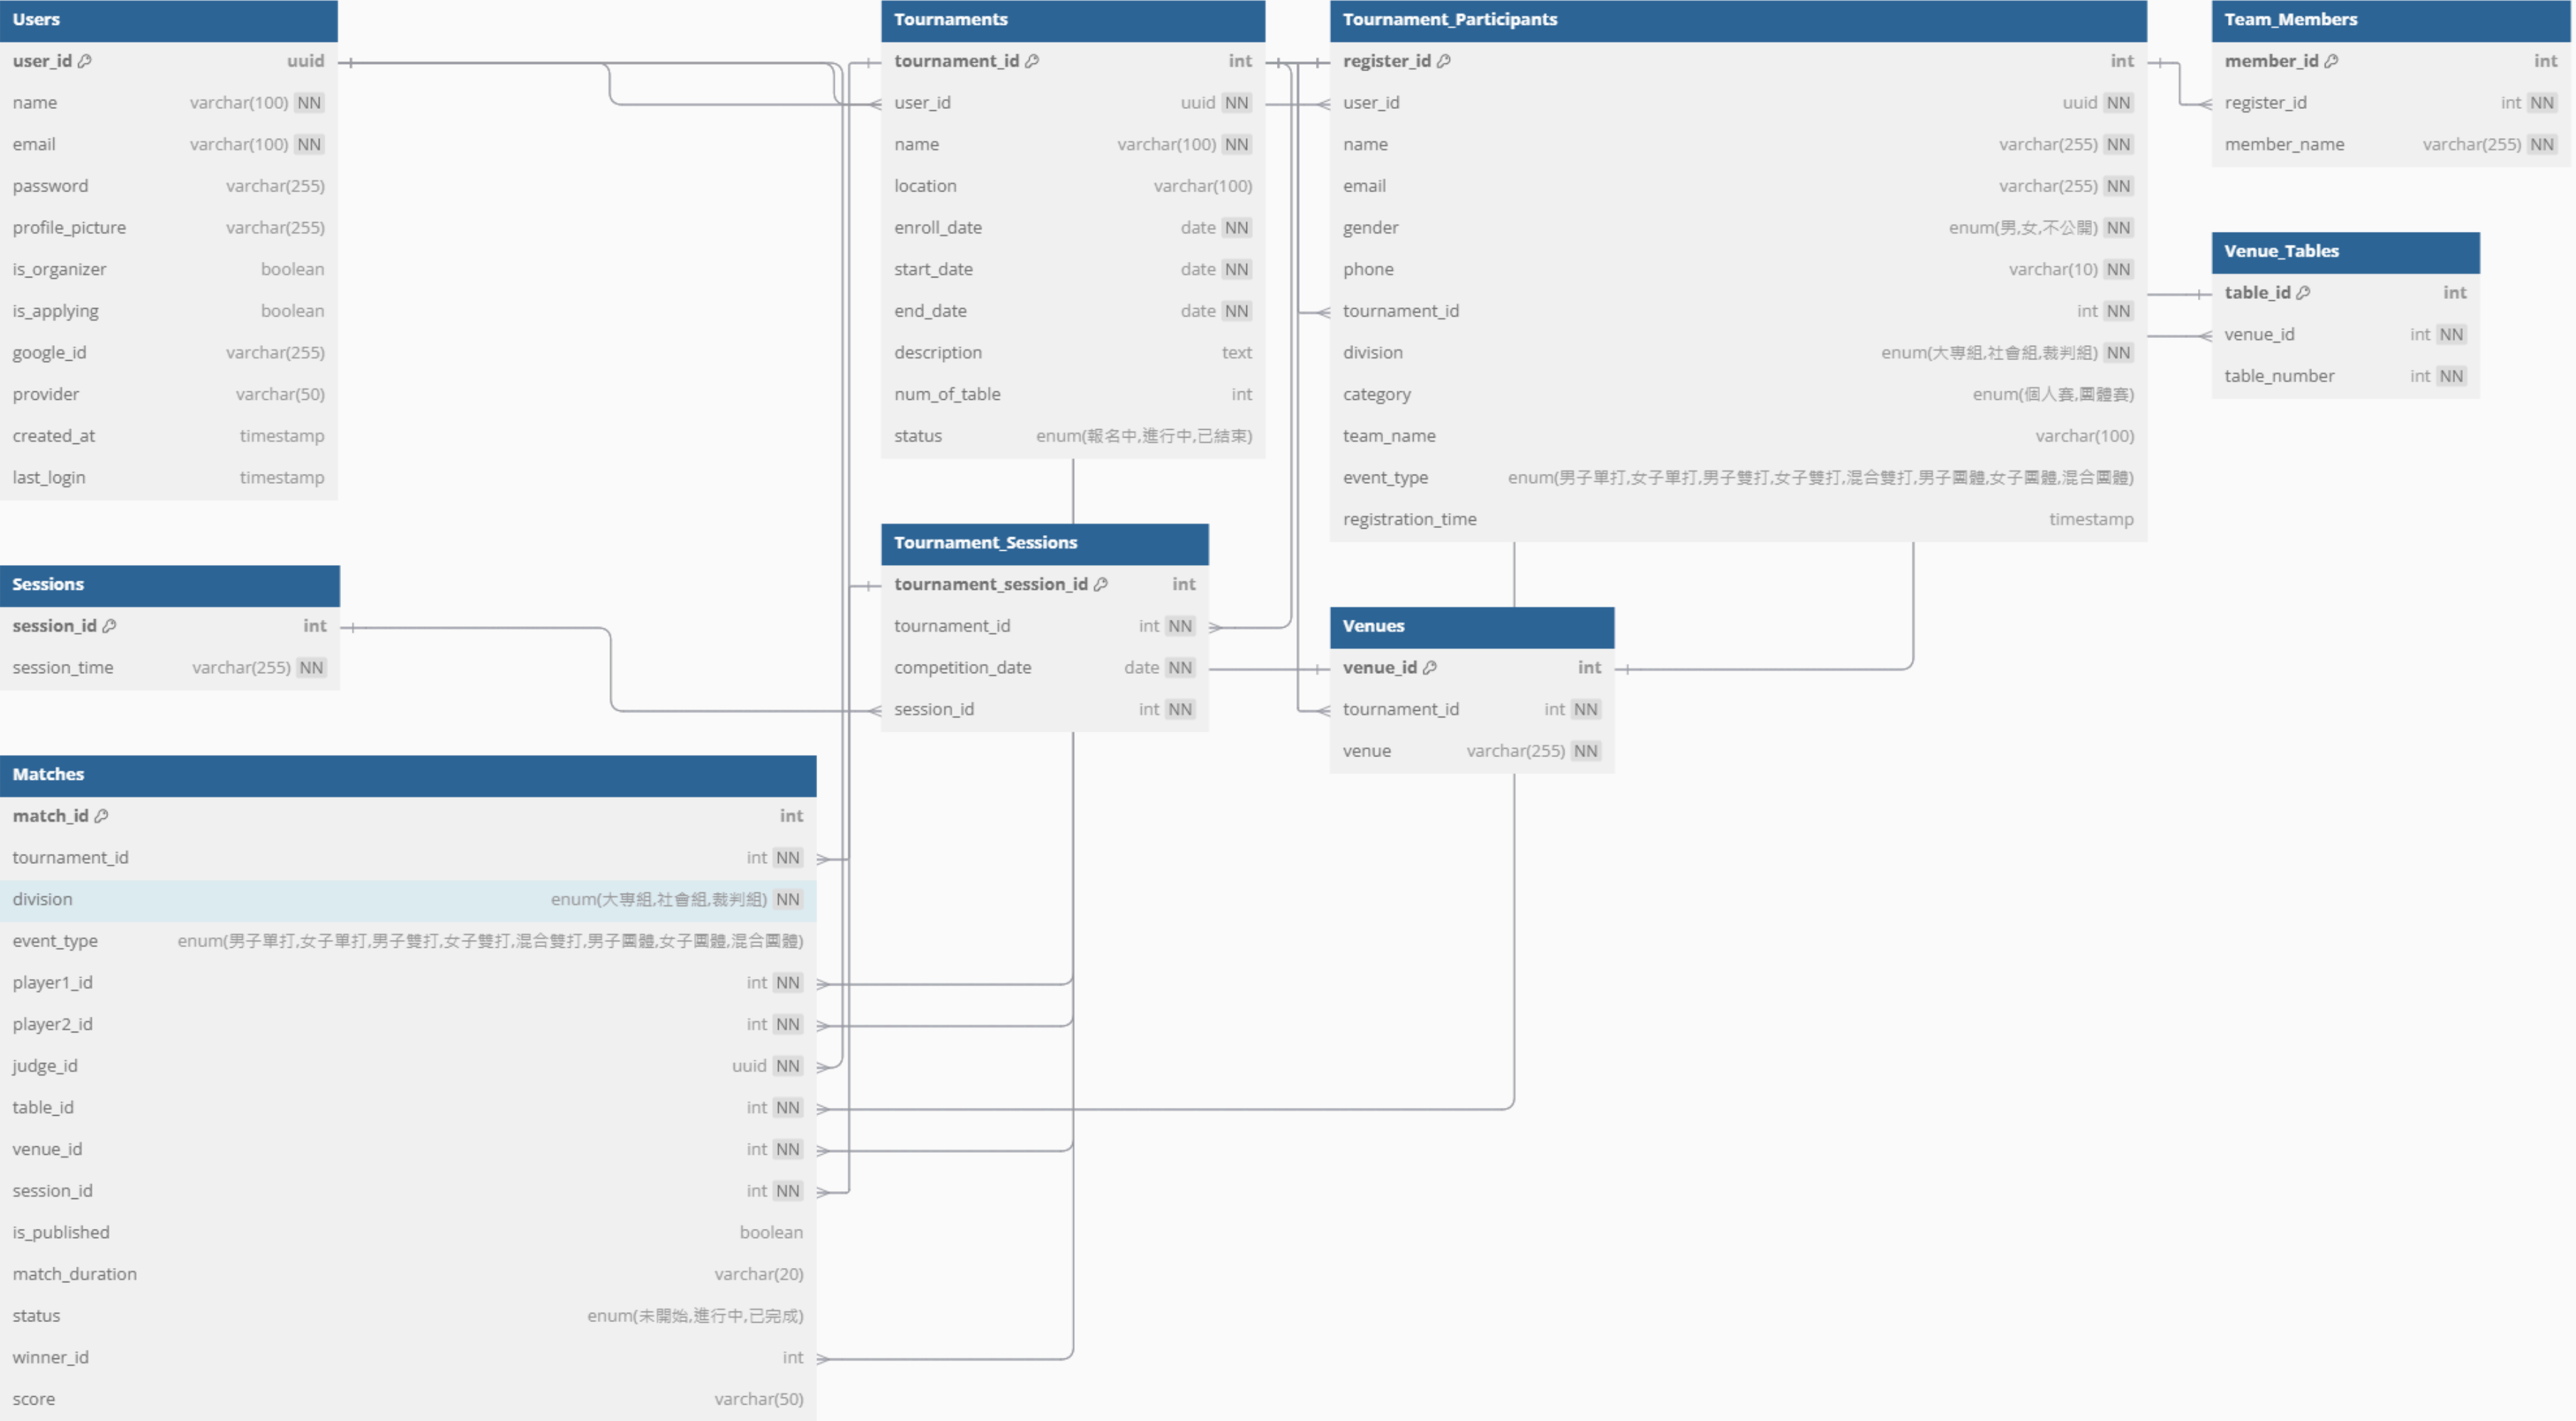 Users
user_id uuid
name varchar(100) NN
email varchar(100) NN
password varchar(255)
profile_picture varchar(255)
is_organizer boolean
is_applying boolean
google_id varchar(255)
provider varchar(50)
created_at timestamp
last_login timestamp
Sessions
session_id int
session_time varchar(255) NN
Matches
match_id int
tournament_id int NN
division enum(大專組,社會組,裁判組) NN
event_type enum(男子單打,女子單打,男子雙打,女子雙打,混合雙打,男子團體,女子團體,混合團體)
player1_id int NN
player2_id int NN
judge_id uuid NN
table_id int NN
venue_id int NN
session_id int NN
is_published boolean
match_duration varchar(20)
status enum(未開始,進行中,已完成)
winner_id int
score varchar(50)
Tournaments
tournament_id int
user_id uuid NN
name varchar(100) NN
location varchar(100)
enroll_date date NN
start_date date NN
end_date date NN
description text
num_of_table int
status enum(報名中,進行中,已結束)
Tournament_Sessions
tournament_session_id int
tournament_id int NN
competition_date date NN
session_id int NN
Tournament_Participants
register_id int
user_id uuid NN
name varchar(255) NN
email varchar(255) NN
gender enum(男,女,不公開) NN
phone varchar(10) NN
tournament_id int NN
division enum(大專組,社會組,裁判組) NN
category enum(個人賽,團體賽)
team_name varchar(100)
event_type enum(男子單打,女子單打,男子雙打,女子雙打,混合雙打,男子團體,女子團體,混合團體)
registration_time timestamp
Venues
venue_id int
tournament_id int NN
venue varchar(255) NN
Team_Members
member_id int
register_id int NN
member_name varchar(255) NN
Venue_Tables
table_id int
venue_id int NN
table_number int NN